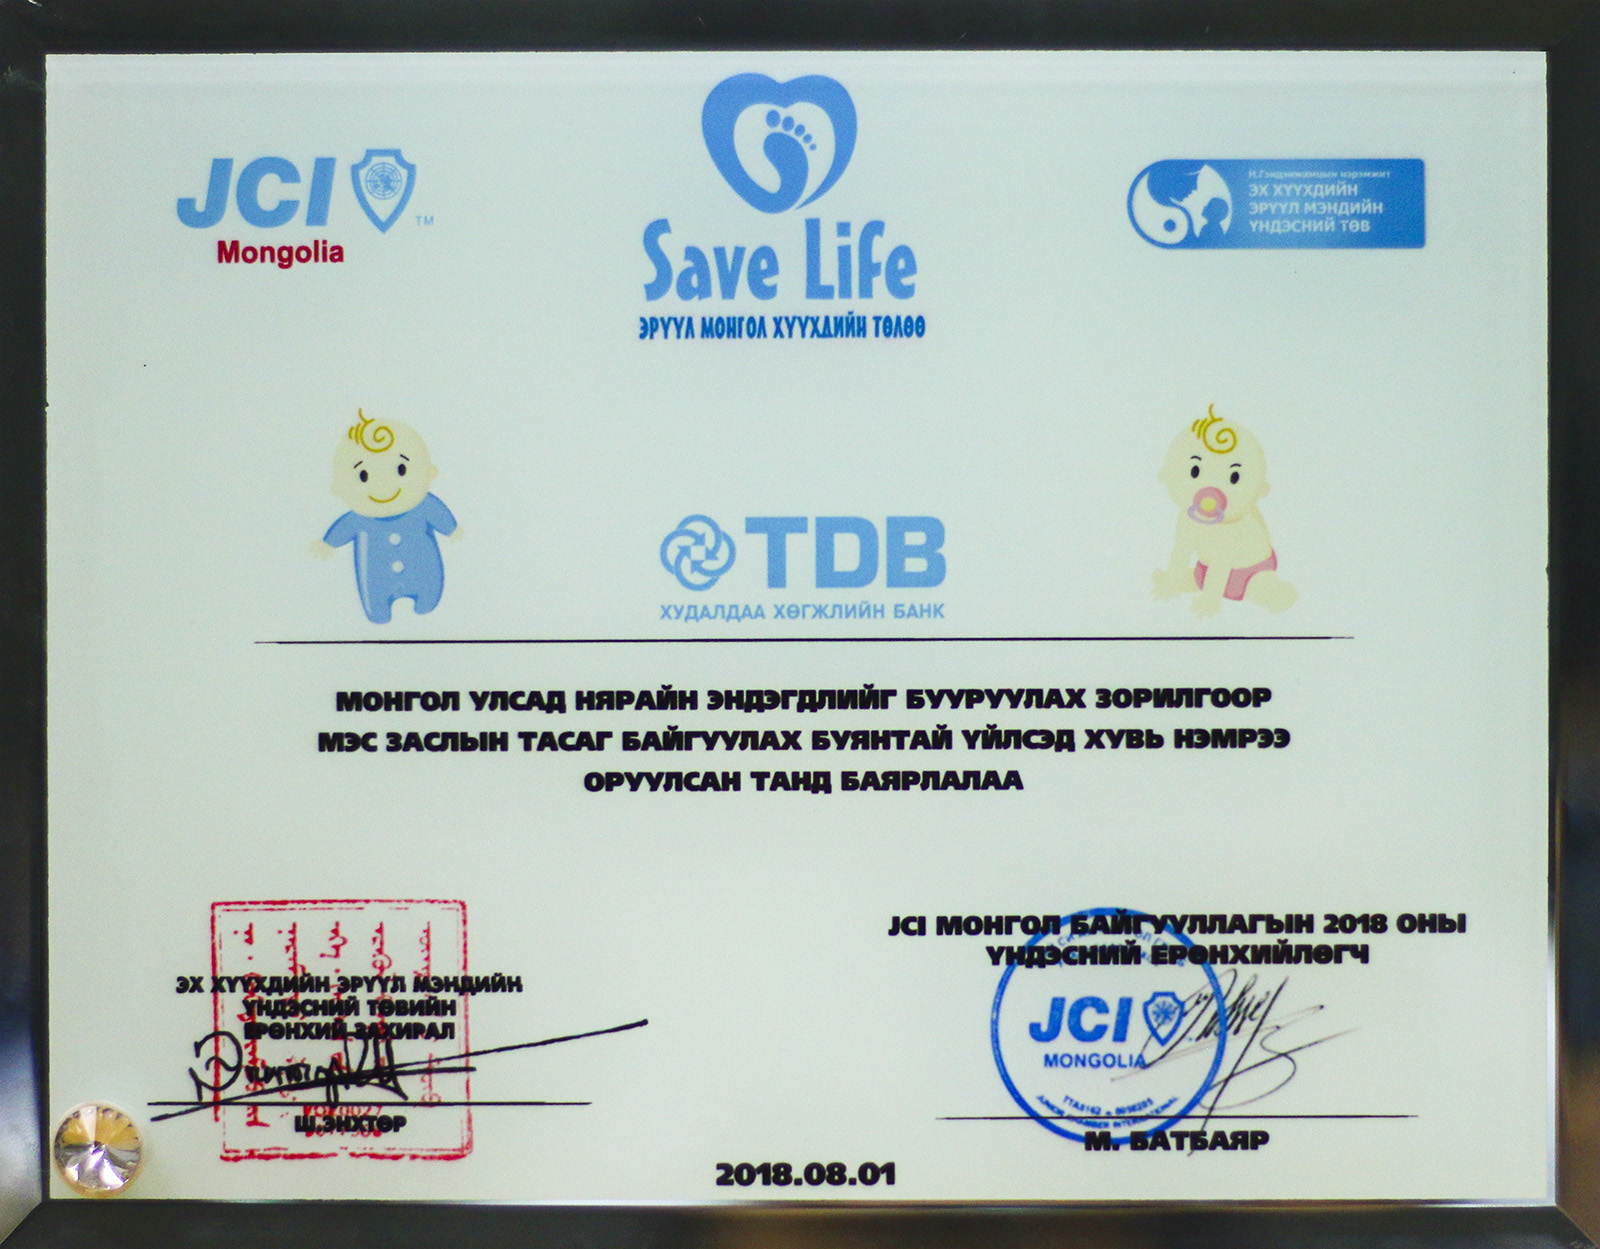 JCI TM
Mongolia
Save Life
ЭРҮҮЛ МОНГОЛ ХҮҮХДИЙН ТӨЛӨӨ
ЭХ ХҮҮХДИЙН
ЭРҮҮЛ МЭНДИЙН
ҮНДЭСНИЙ ТӨВ
TDB
ХУДАЛДАА ХӨГЖЛИЙН БАНК
МОНГОЛ УЛСАД НЯРАЙН ЭНДЭГДЛИЙГ БУУРУУЛАХ ЗОРИЛГООР
МЭС ЗАСЛЫН ТАСАГ БАЙГУУЛАХ БУЯНТАЙ ҮЙЛСЭД ХУВЬ НЭМРЭЭ
ОРУУЛСАН ТАНД БАЯРЛАЛАА
ЭХ ХҮҮХДИЙН ЭРҮҮЛ МЭНДИЙН
ҮНДЭСНИЙ ТӨВИЙН
ЕРӨНХИЙ ЗАХИРАЛ
Ш.ЭНХТӨР
JCI МОНГОЛ БАЙГУУЛЛАГЫН 2018 ОНЫ
ҮНДЭСНИЙ ЕРӨНХИЙЛӨГЧ
JCI
MONGOLIA
М. БАТБАЯР
2018.08.01